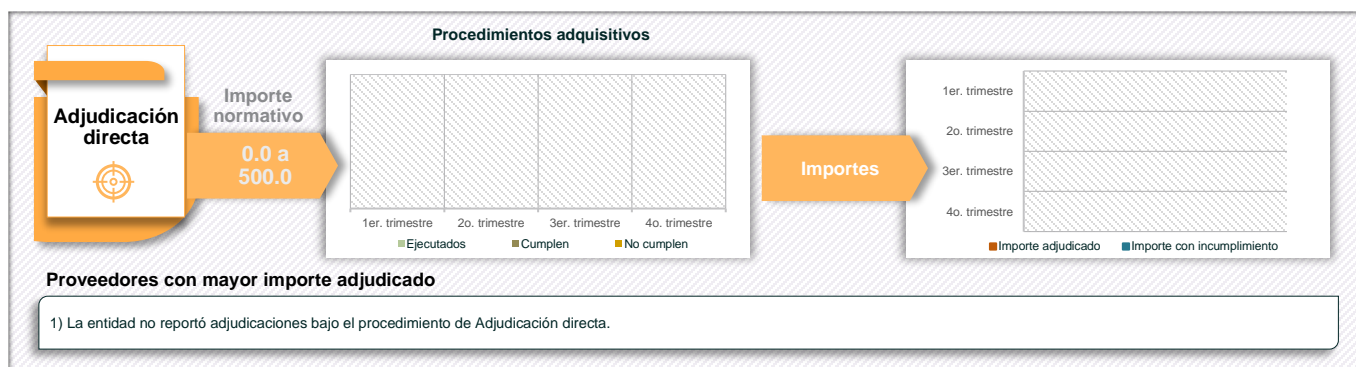 Procedimientos adquisitivos
Adjudicación
directa
Importe
normativo
0.0 a
500.0
1er. trimestre 2o. trimestre 3er. trimestre 4o. trimestre
Ejecutados Cumplen No cumplen
Importes
1er. trimestre
2o. trimestre
3er. trimestre
4o. trimestre
Importe adjudicado Importe con incumplimiento
Proveedores con mayor importe adjudicado
1) La entidad no reportó adjudicaciones bajo el procedimiento de Adjudicación directa.